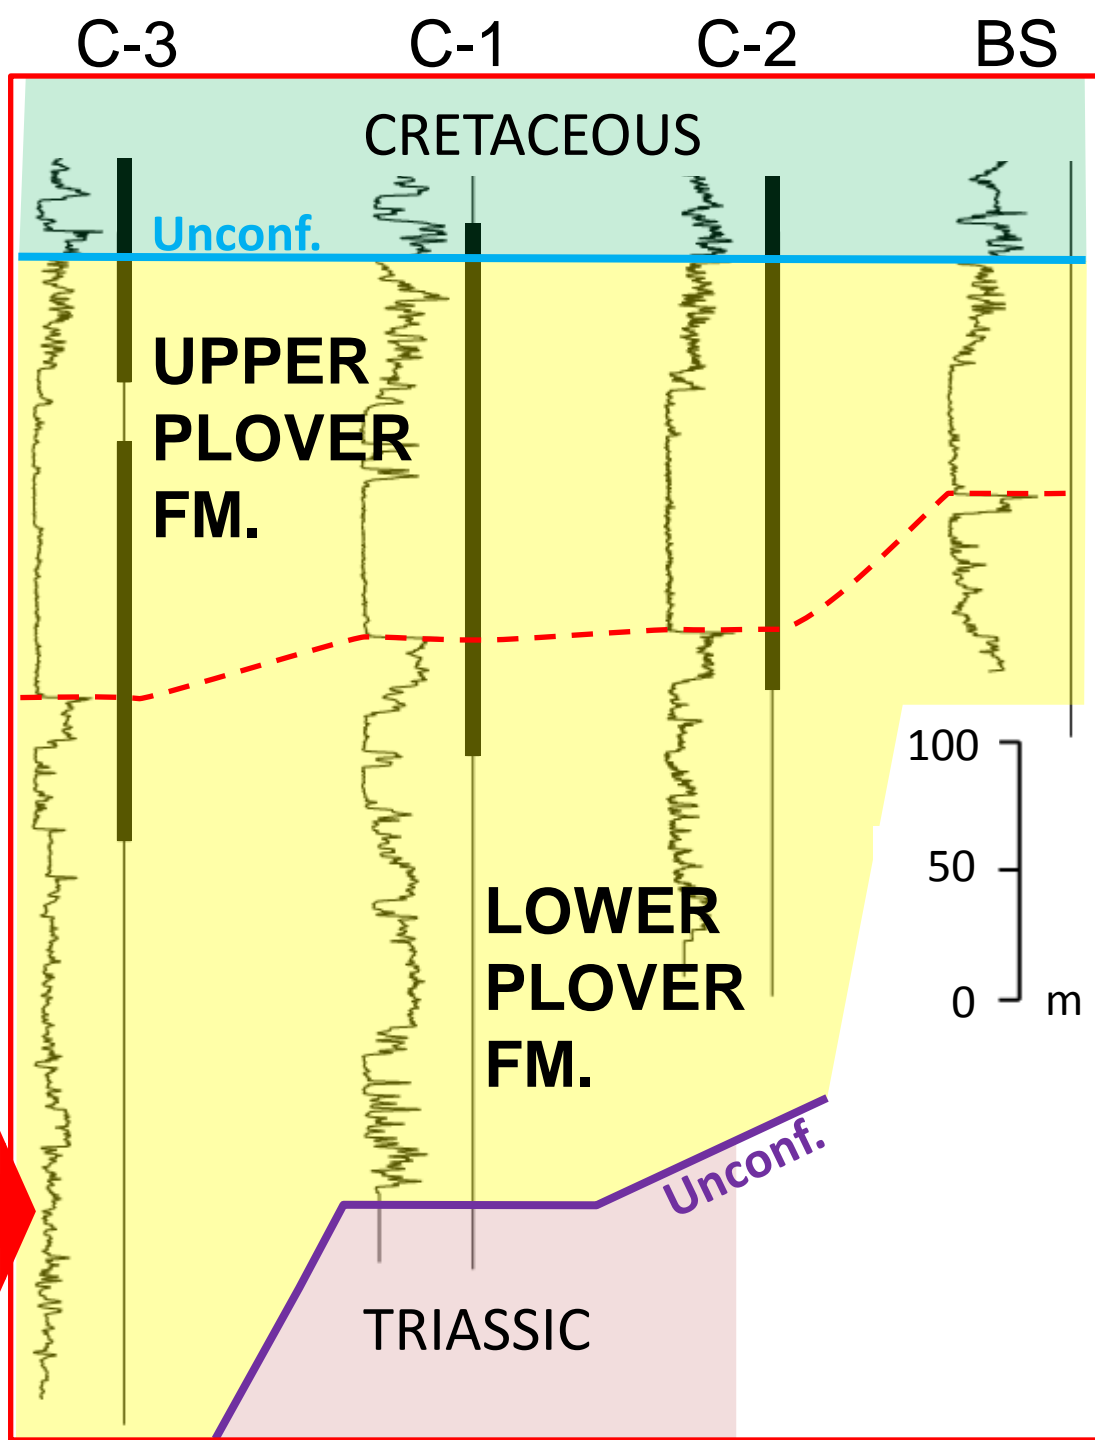 C-3 C-1 C-2 BS
CRETACEOUS
Unconf.
UPPER
PLOVER
FM.
100
50
0 m
LOWER
PLOVER
FM.
Unconf.
TRIASSIC